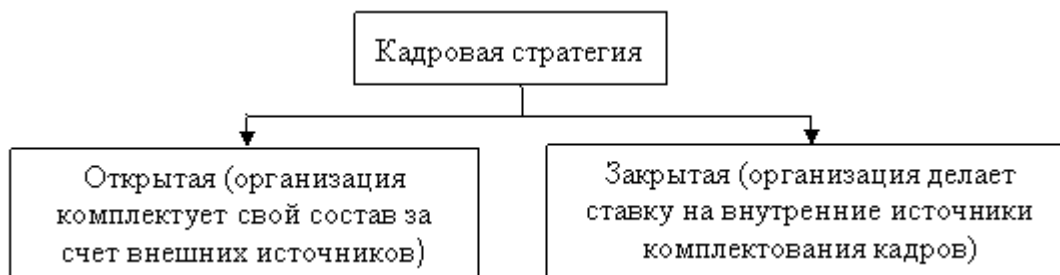 Кадровая стратегия
Открытая (организация
комплектует свой состав за
счет внешних источников)
Закрытая (организация делает
ставку на внутренние источники
комплектования кадров)